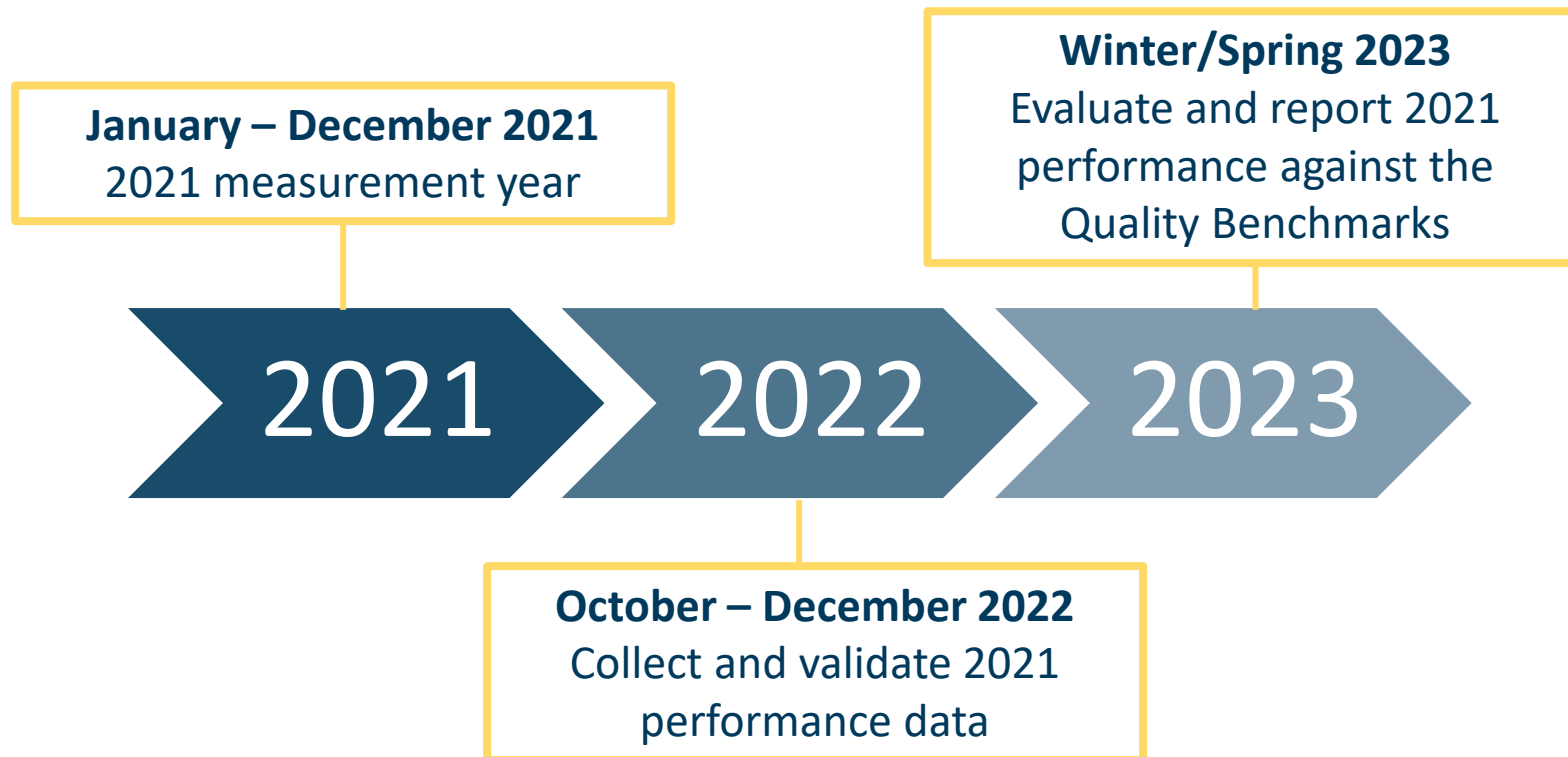 January – December 2021
2021 measurement year
Winter/Spring 2023
Evaluate and report 2021
performance against the
Quality Benchmarks
2021
2022
2023
October – December 2022
Collect and validate 2021
performance data